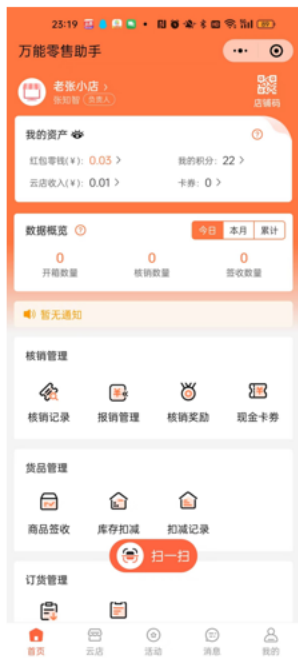 23:19
万能零售助手
老张小店 >
张知智 (负责人)
店铺码
我的资产
红包零钱(¥): 0.03 >
我的积分: 22 >
云店收入(¥): 0.01 >
卡券: 0 >
数据概览
今日 本月 累计
0 0 0
开箱数量 核销数量 签收数量
暂无通知
核销管理
核销记录 报销管理 核销奖励 现金卡券
货品管理
商品签收 库存扣减 扣减记录
扫一扫
订货管理
首页 云店 活动 消息 我的